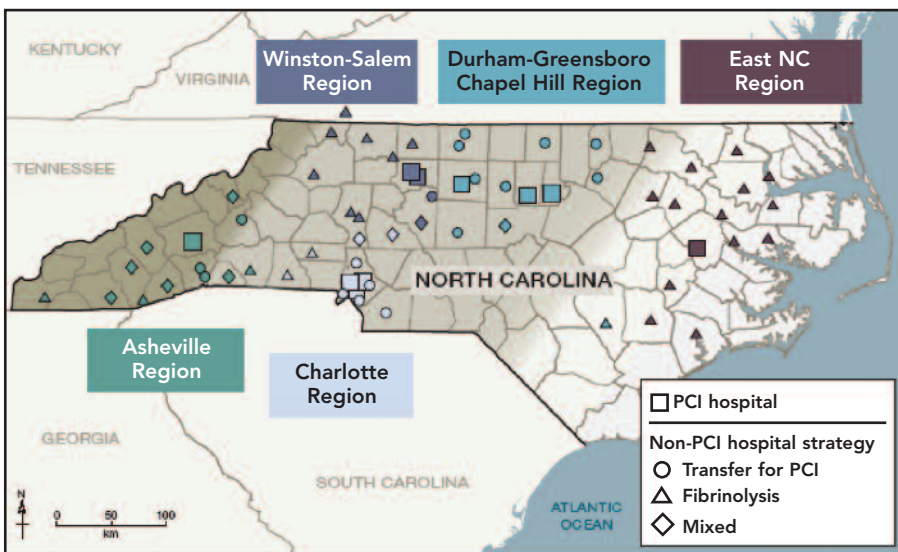 KENTUCKY
VIRGINIA
Winston-Salem
Region
Durham-Greensboro
Chapel Hill Region
East NC
Region
TENNESSEE
NORTH CAROLINA
Asheville
Region
Charlotte
Region
GEORGIA
SOUTH CAROLINA
ATLANTIC
OCEAN
N
0 50 100
km
PCI hospital
Non-PCI hospital strategy
Transfer for PCI
Fibrinolysis
Mixed